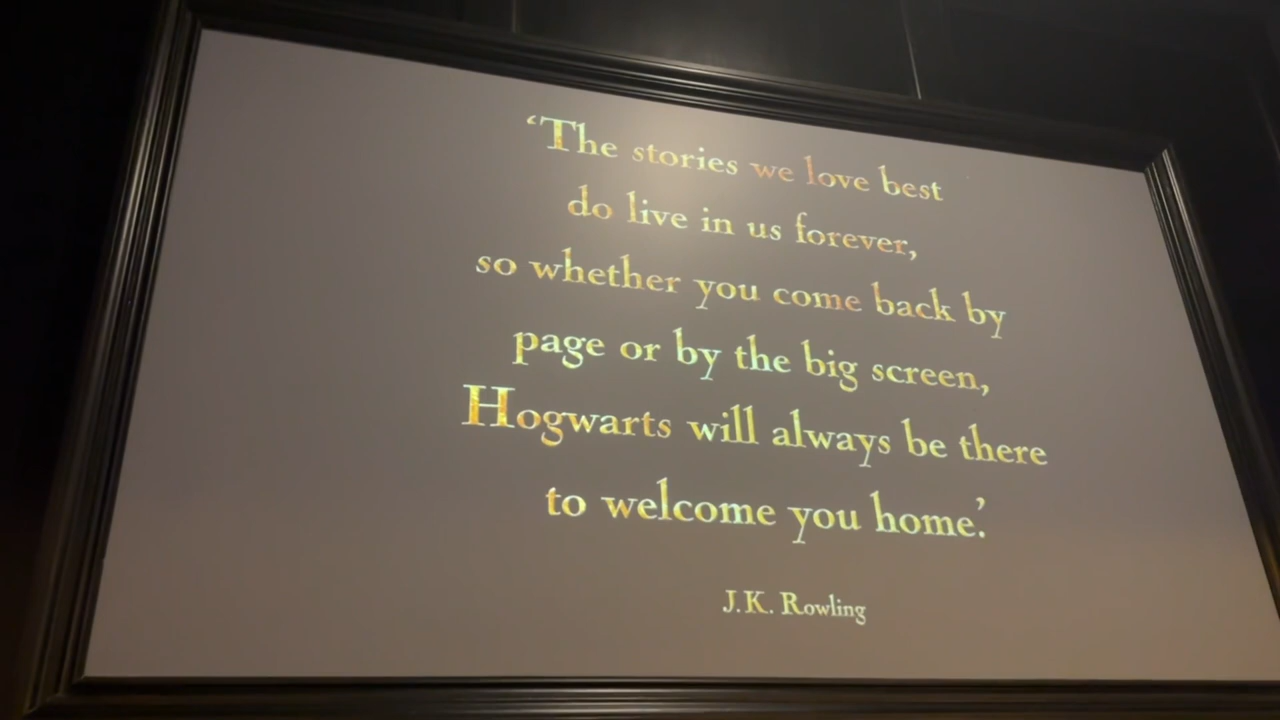 ‘The stories we love best
do live in us forever,
so whether you come back by
page or by the big screen,
Hogwarts will always be there
to welcome you home.’
J.K. Rowling